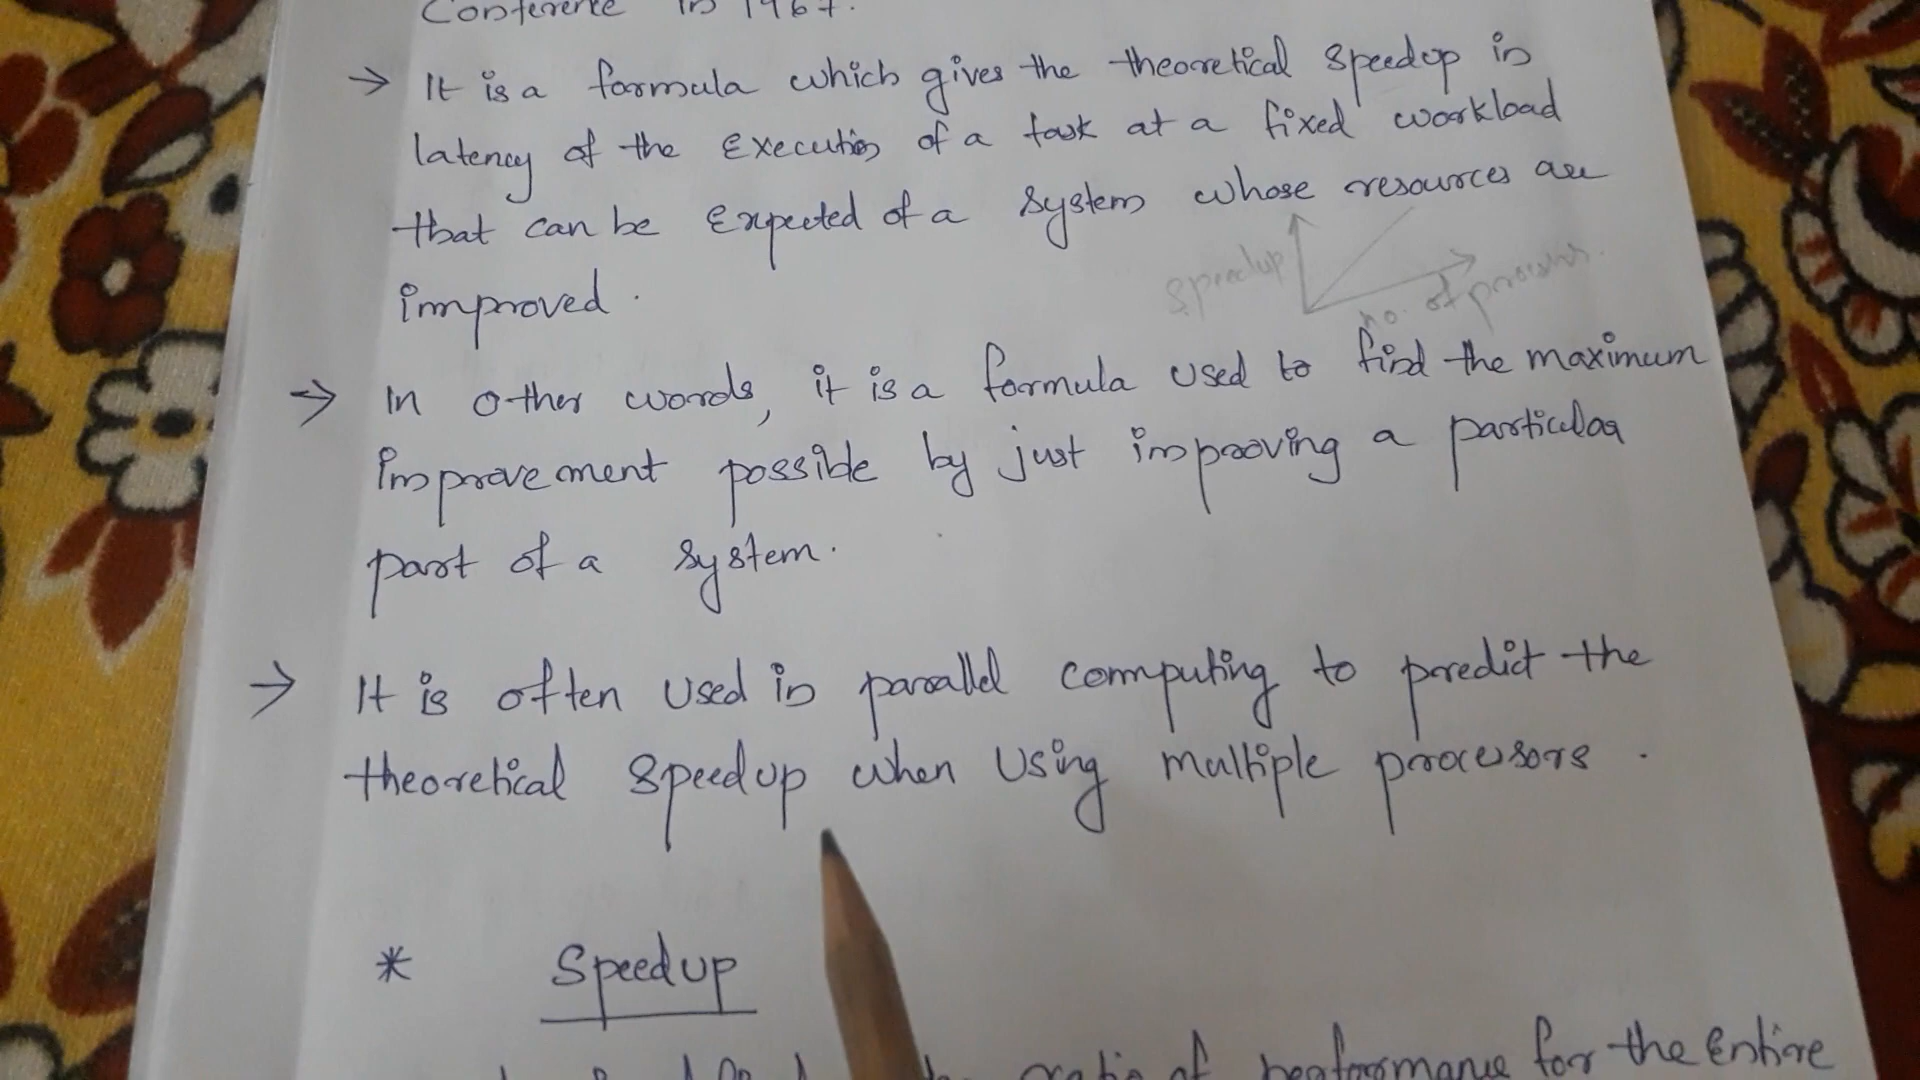 Conference in 1967.
→ It is a formula which gives the theoretical speedup in
latency of the Execution of a task at a fixed workload
that can be Expected of a system whose resources are
improved.
speedup
no. of processors.
→ In other words, it is a formula used to find the maximum
improvement possible by just improving a particular
part of a system.
→ It is often used in parallel computing to predict the
theoretical speedup when using multiple processors.
* Speedup
ratio of performance for the Entire